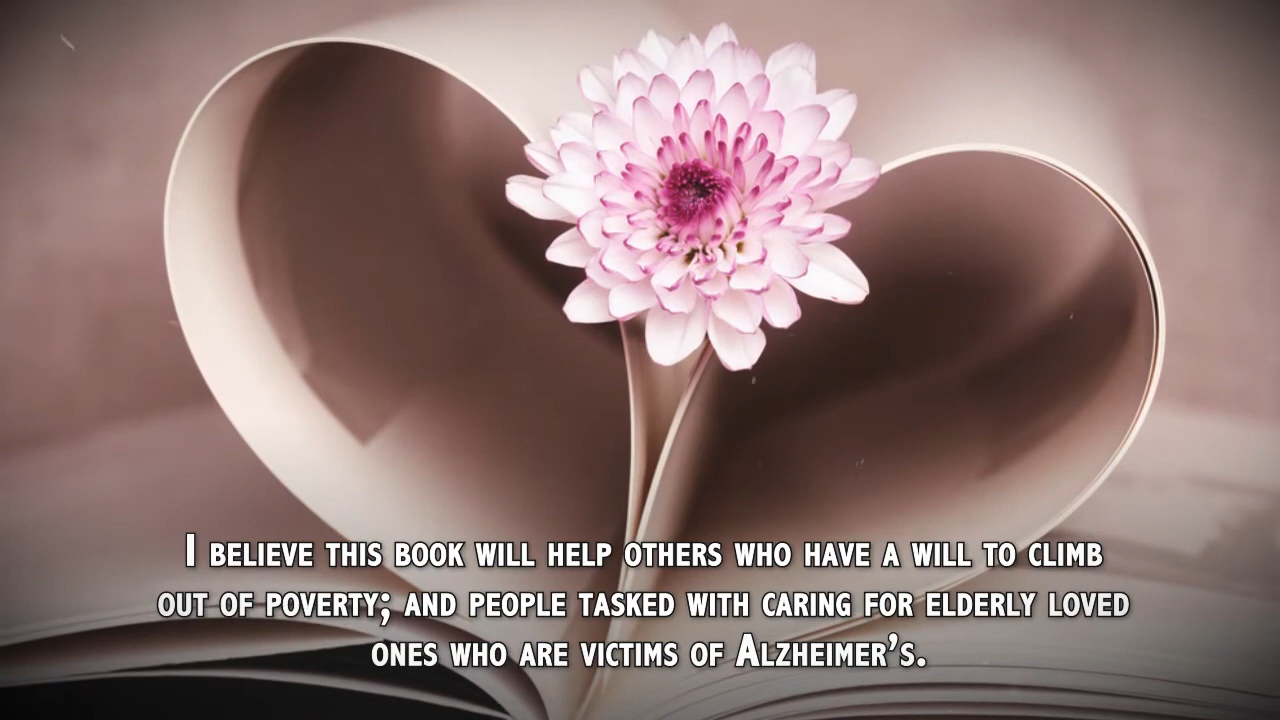 I believe this book will help others who have a will to climb
out of poverty; and people tasked with caring for elderly loved
ones who are victims of Alzheimer's.